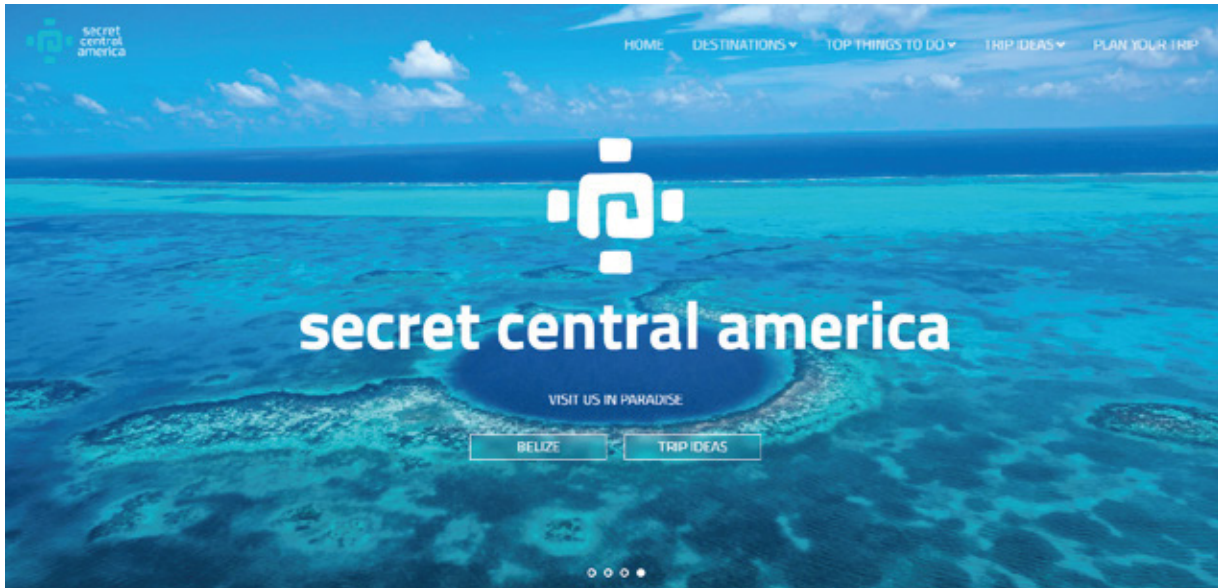 secret
central
america
HOME DESTINATIONS TOP THINGS TO DO TRIP IDEAS PLAN YOUR TRIP
secret central america
VISIT US IN PARADISE
BELIZE TRIP IDEAS